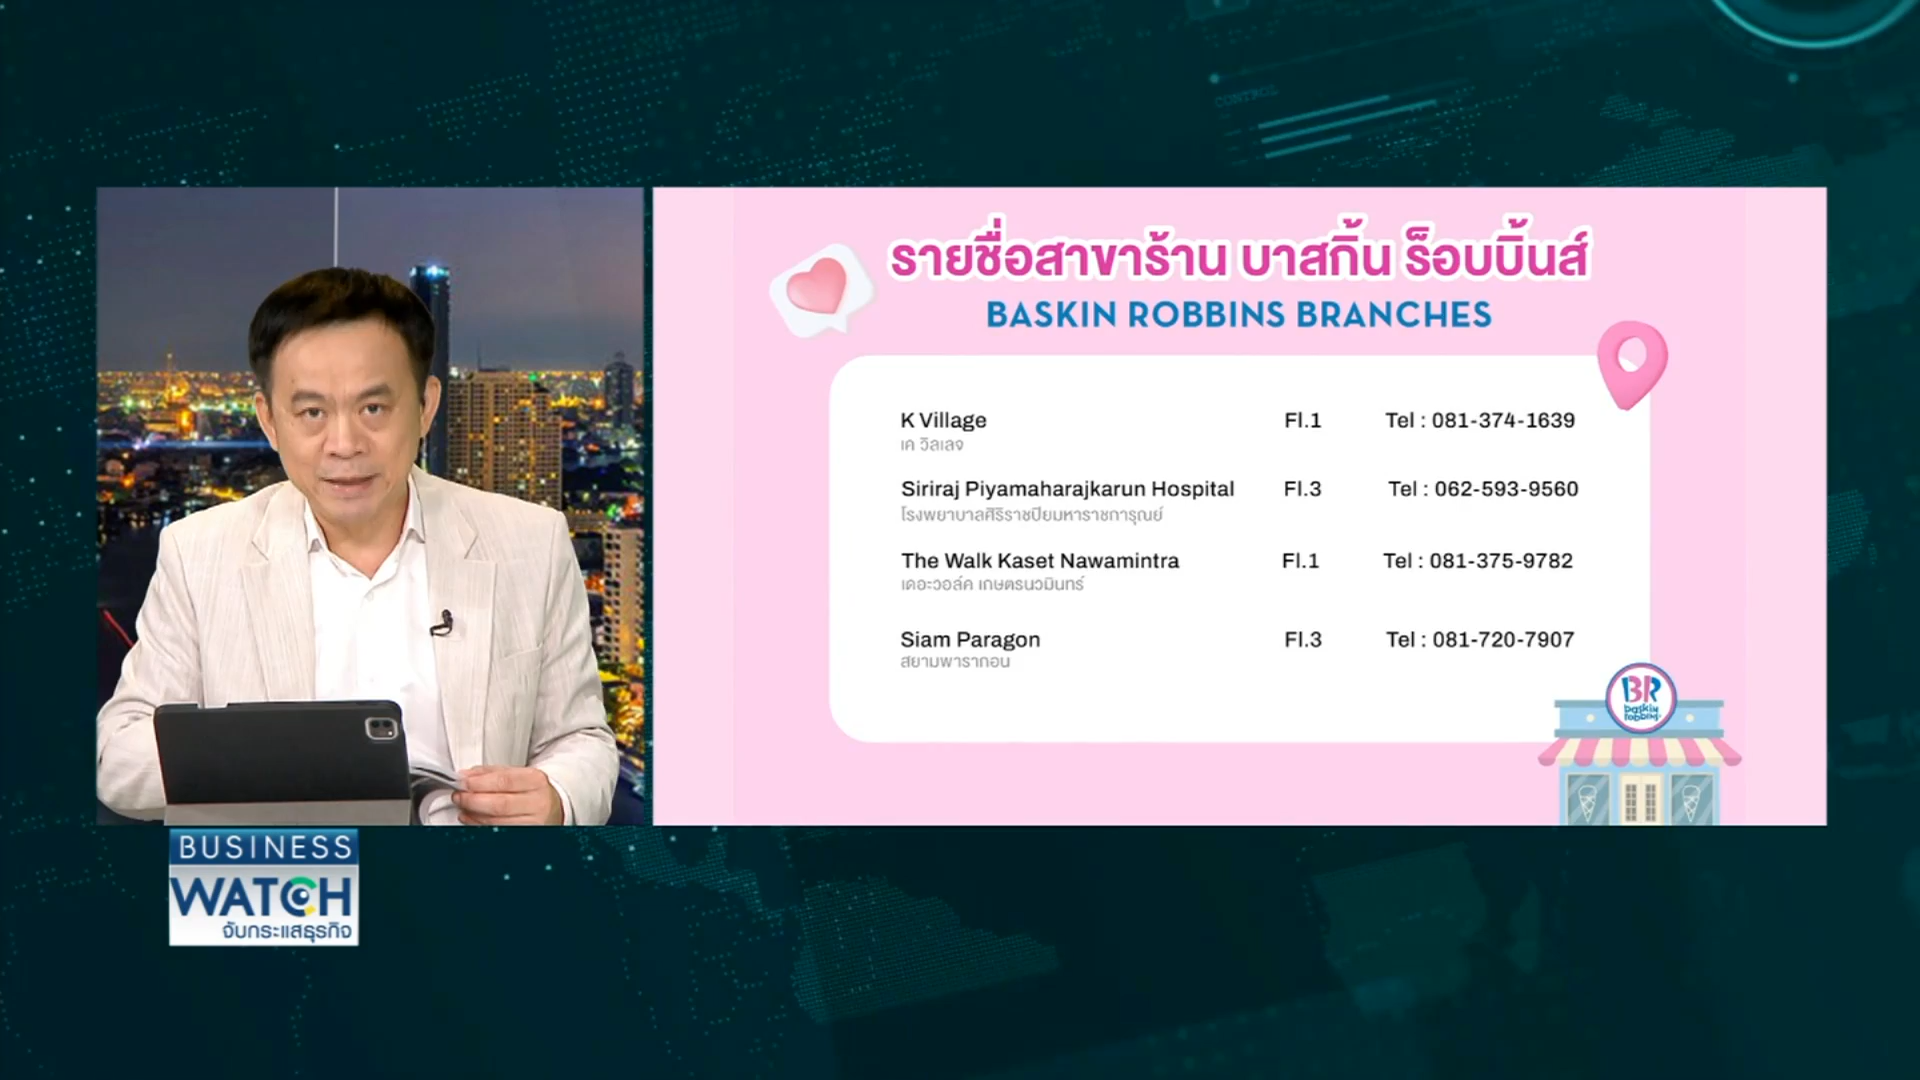 CONTROL
รายชื่อสาขาร้าน บาสกิ้น ร็อบบิ้นส์
BASKIN ROBBINS BRANCHES
K Village Fl.1 Tel : 081-374-1639
เค วิลเลจ
Siriraj Piyamaharajkarun Hospital Fl.3 Tel : 062-593-9560
โรงพยาบาลศิริราชปิยมหาราชการุณย์
The Walk Kaset Nawamintra Fl.1 Tel : 081-375-9782
เดอะวอล์ค เกษตรนวมินทร์
Siam Paragon Fl.3 Tel : 081-720-7907
สยามพารากอน
BR
baskin
robbins
BUSINESS
WATCH
จับกระแสธุรกิจ